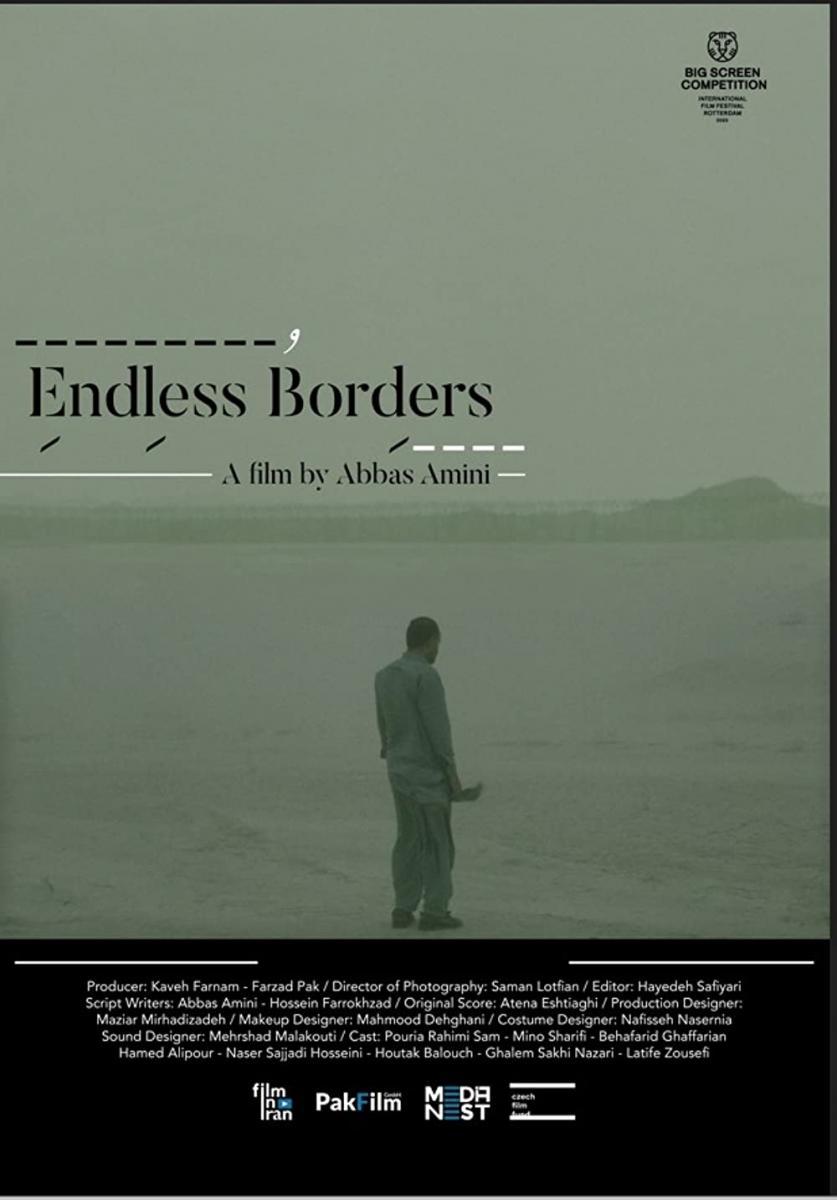 BIG SCREEN
COMPETITION
INTERNATIONAL
FILM FESTIVAL
ROTTERDAM
2023
و
Endless Borders
A film by Abbas Amini
Producer: Kaveh Farnam - Farzad Pak / Director of Photography: Saman Lotfian / Editor: Hayedeh Safiyari
Script Writers: Abbas Amini - Hossein Farrokhzad / Original Score: Atena Eshtiaghi / Production Designer:
Maziar Mirhadizadeh / Makeup Designer: Mahmood Dehghani / Costume Designer: Nafisseh Nasernia
Sound Designer: Mehrshad Malakouti / Cast: Pouria Rahimi Sam - Mino Sharifi - Behafarid Ghaffarian
Hamed Alipour - Naser Sajjadi Hosseini - Houtak Balouch - Ghalem Sakhi Nazari - Latife Zousefi
film
n
ran
PakFilm GmbH
MEDIA
NEST
czech
film
fund